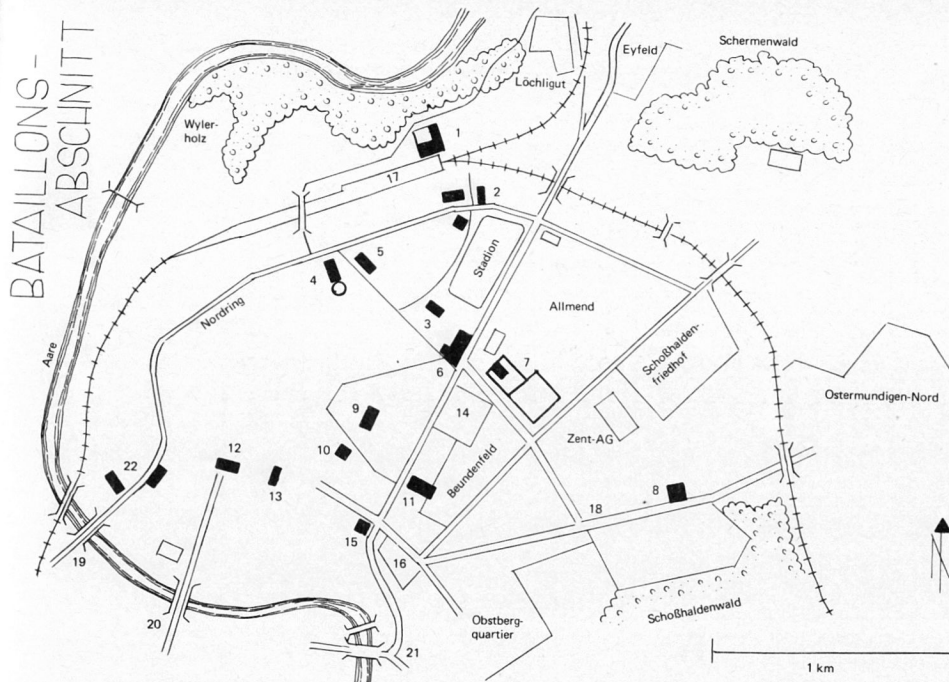 BATAILLONS-
ABSCHNITT
Eyfeld
Schermenwald
Löchligut
Wyler-
holz
1
17
2
5
4
Stadion
Allmend
Nordring
3
Aare
6
7
Schoßhalden-
friedhof
Ostermundigen-Nord
9
14
10
Zent-AG
12
22
13
11
Beundenfeld
8
18
15
16
19
20
Obstberg-
quartier
Schoßhaldenwald
21
1 km